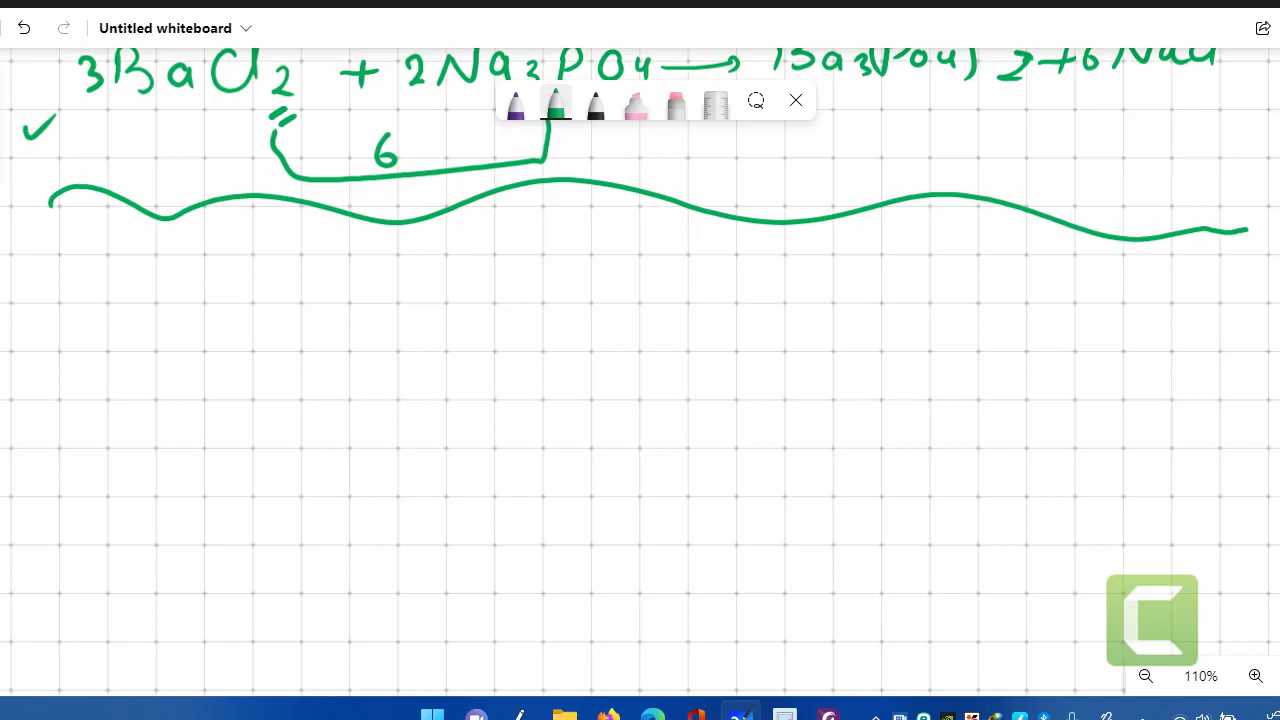 Untitled whiteboard
3BaCl2 + 2Na3PO4 → Ba3(PO4)2+6NaCl
6
110%